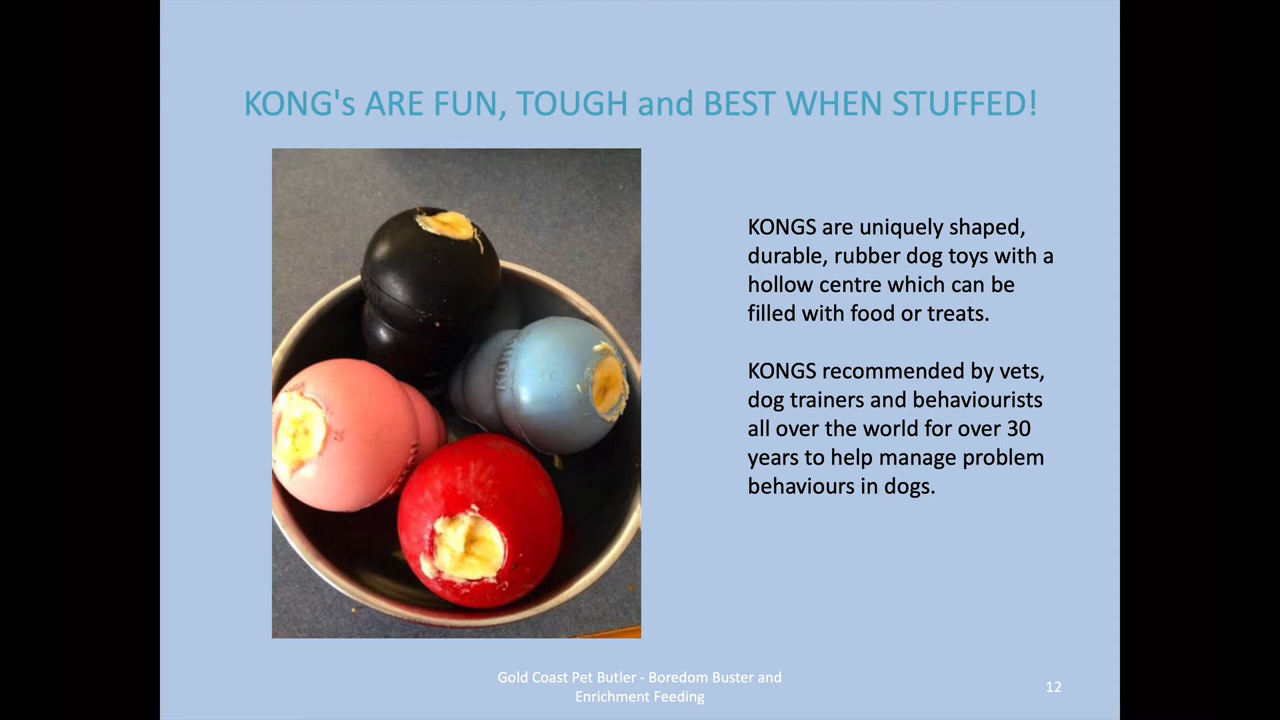 KONG's ARE FUN, TOUGH and BEST WHEN STUFFED!
KONGS are uniquely shaped,
durable, rubber dog toys with a
hollow centre which can be
filled with food or treats.
KONGS recommended by vets,
dog trainers and behaviourists
all over the world for over 30
years to help manage problem
behaviours in dogs.
Gold Coast Pet Butler - Boredom Buster and
Enrichment Feeding
12